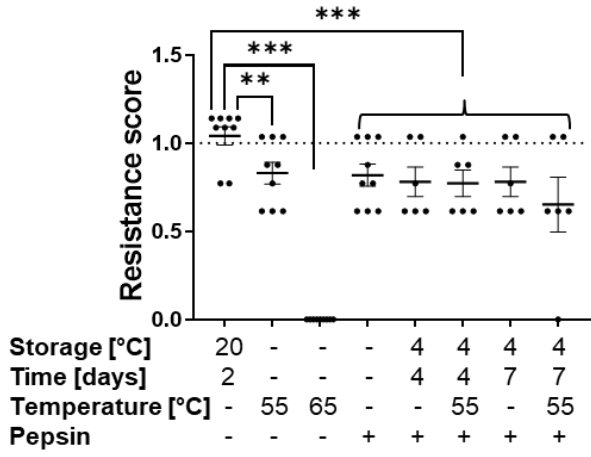 ***
***
**
1.5
1.0
0.5
0.0
Resistance score
Storage [°C] 20 - - - 4 4 4 4
Time [days] 2 - - - 4 4 7 7
Temperature [°C] - 55 65 - - 55 - 55
Pepsin - - - + + + + +